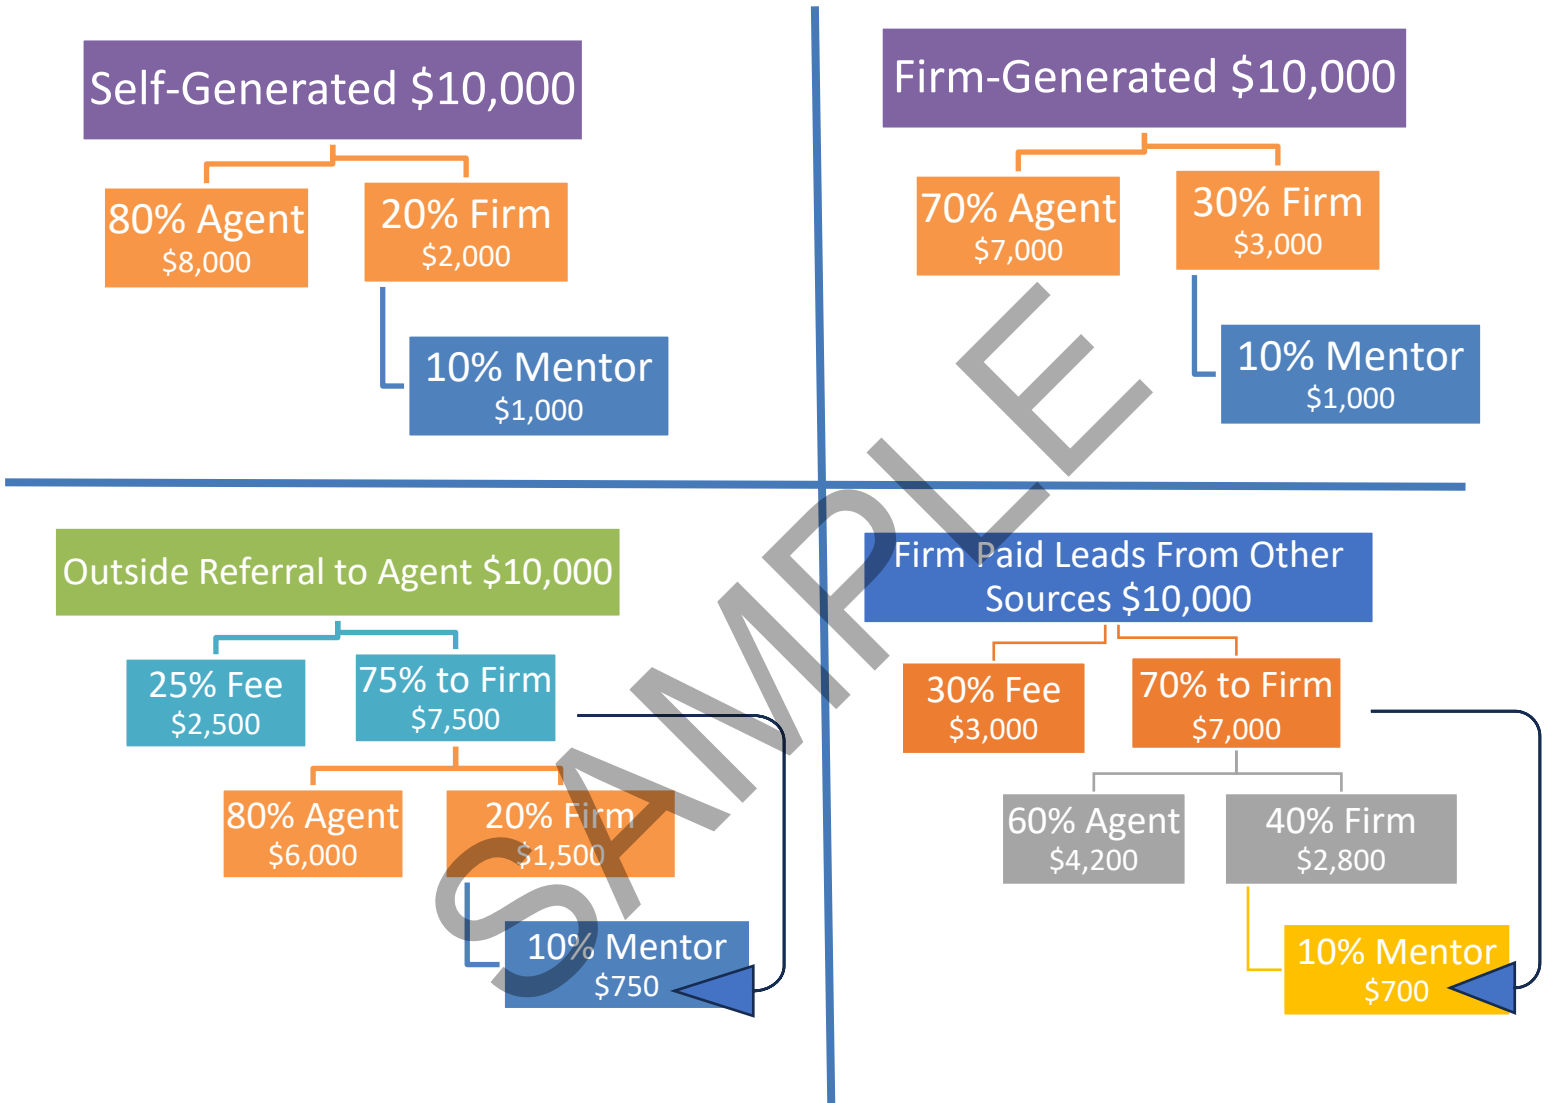 Self-Generated $10,000
80% Agent
$8,000
20% Firm
$2,000
10% Mentor
$1,000
Firm-Generated $10,000
70% Agent
$7,000
30% Firm
$3,000
10% Mentor
$1,000
Outside Referral to Agent $10,000
25% Fee
$2,500
75% to Firm
$7,500
80% Agent
$6,000
20% Firm
$1,500
10% Mentor
$750
Firm Paid Leads From Other
Sources $10,000
30% Fee
$3,000
70% to Firm
$7,000
60% Agent
$4,200
40% Firm
$2,800
10% Mentor
$700
SAMPLE